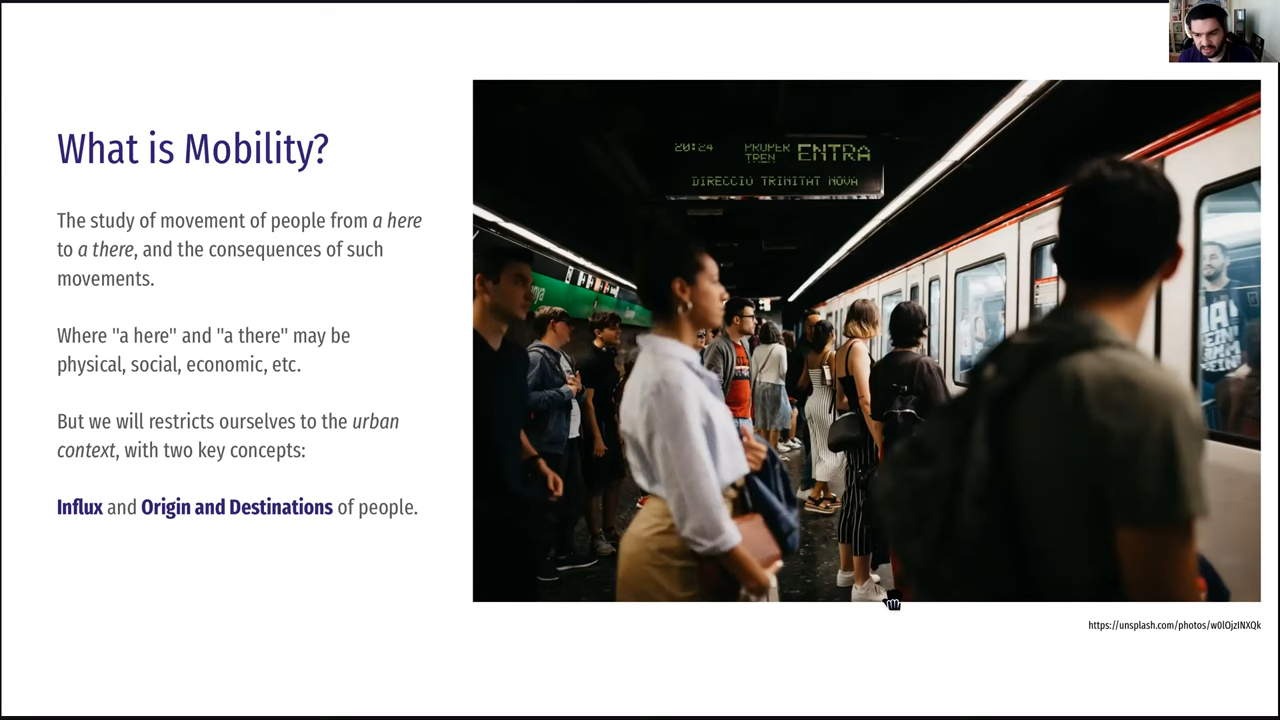 What is Mobility?
The study of movement of people from a here
to a there, and the consequences of such
movements.
Where "a here" and "a there" may be
physical, social, economic, etc.
But we will restricts ourselves to the urban
context, with two key concepts:
Influx and Origin and Destinations of people.
20:24 PROPER TREN ENTRA
DIRECCIÓ TRINITAT NOVA
https://unsplash.com/photos/w0lOjzINXQk